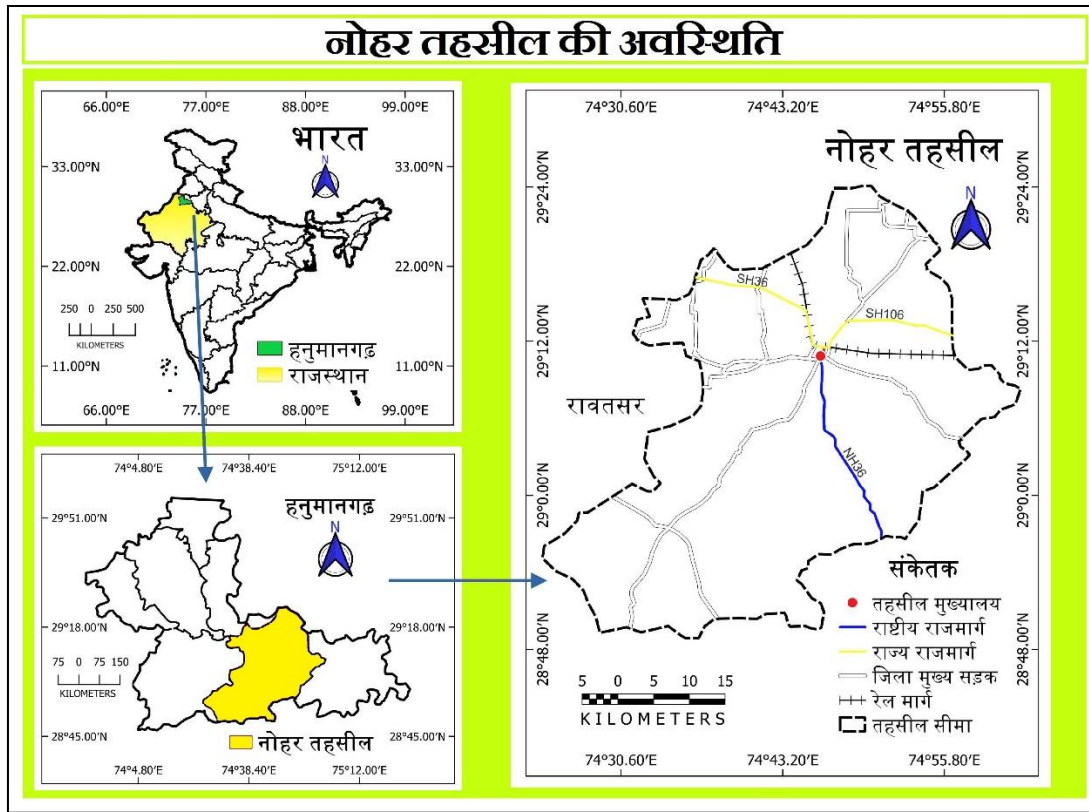 नोहर तहसील की अवस्थिति
66.00°E 77.00°E 88.00°E 99.00°E
भारत
N
33.00°N 33.00°N
22.00°N 22.00°N
250 0 250 500
KILOMETERS
हनुमानगढ़
राजस्थान
11.00°N 11.00°N
66.00°E 77.00°E 88.00°E 99.00°E
74°4.80'E 74°38.40'E 75°12.00'E
हनुमानगढ़
N
29°51.00'N 29°51.00'N
29°18.00'N 29°18.00'N
75 0 75 150
KILOMETERS
नोहर तहसील
28°45.00'N 28°45.00'N
74°4.80'E 74°38.40'E 75°12.00'E
74°30.60'E 74°43.20'E 74°55.80'E
नोहर तहसील
N
29°24.00'N 29°24.00'N
SH36
SH106
29°12.00'N 29°12.00'N
रावतसर
NH36
29°0.00'N 29°0.00'N
संकेतक
तहसील मुख्यालय
राष्टीय राजमार्ग
राज्य राजमार्ग
जिला मुख्य सड़क
रेल मार्ग
तहसील सीमा
28°48.00'N 28°48.00'N
5 0 5 10 15
KILOMETERS
74°30.60'E 74°43.20'E 74°55.80'E